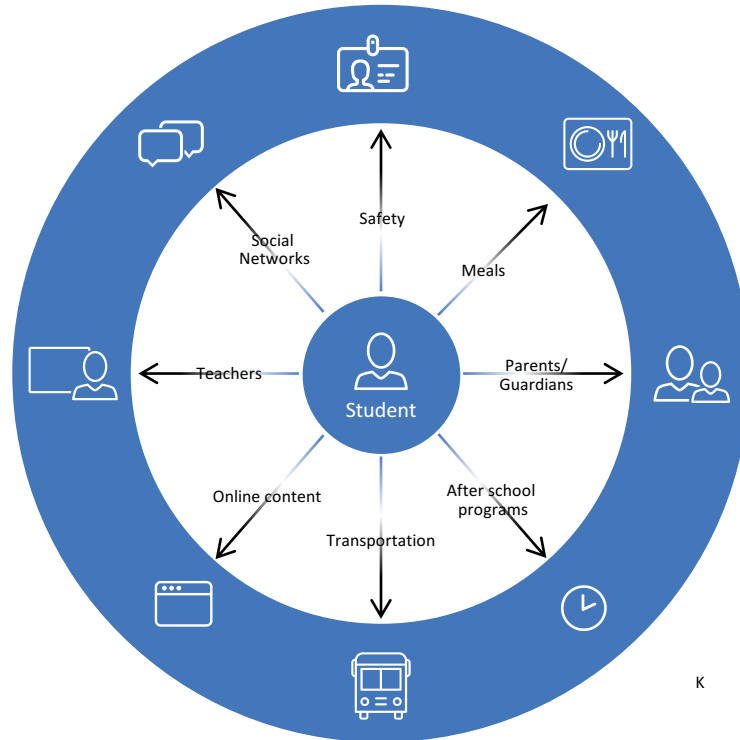 Safety
Social
Networks
Meals
Teachers
Parents/
Guardians
Student
Online content
After school
programs
Transportation
K